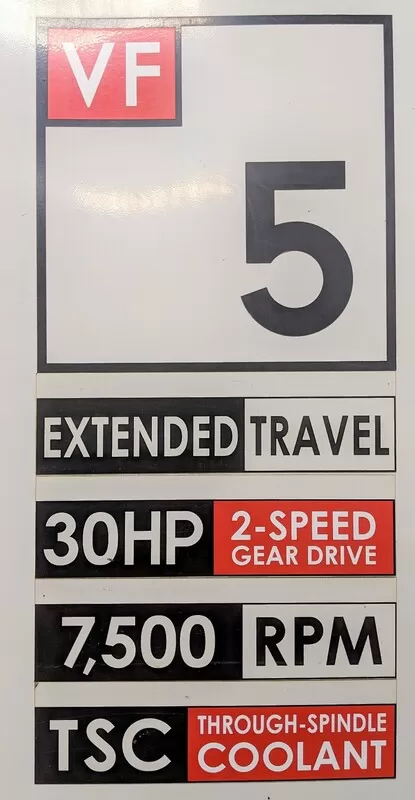 VF
5
EXTENDED TRAVEL
30HP 2-SPEED
GEAR DRIVE
7,500 RPM
TSC THROUGH-SPINDLE
COOLANT